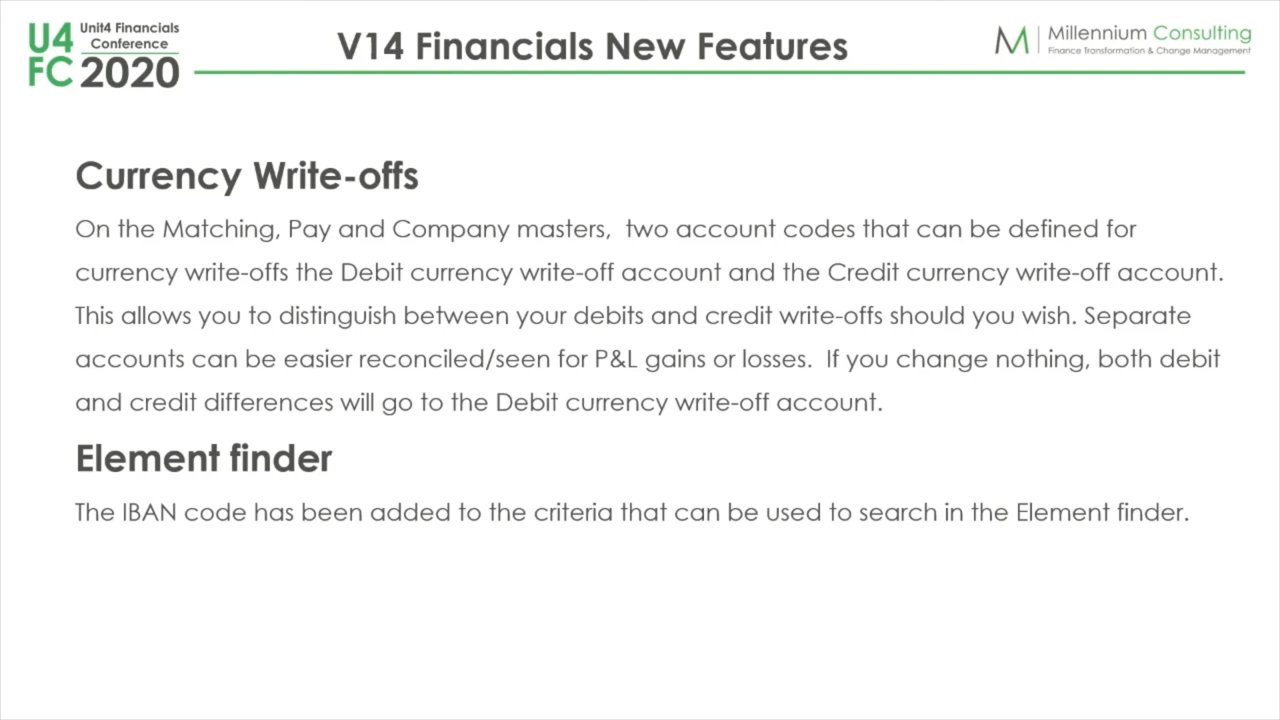 U4 Unit4 Financials
Conference
FC 2020
V14 Financials New Features
M Millennium Consulting
Finance Transformation & Change Management
Currency Write-offs
On the Matching, Pay and Company masters,  two account codes that can be defined for
currency write-offs the Debit currency write-off account and the Credit currency write-off account.
This allows you to distinguish between your debits and credit write-offs should you wish. Separate
accounts can be easier reconciled/seen for P&L gains or losses.  If you change nothing, both debit
and credit differences will go to the Debit currency write-off account.
Element finder
The IBAN code has been added to the criteria that can be used to search in the Element finder.